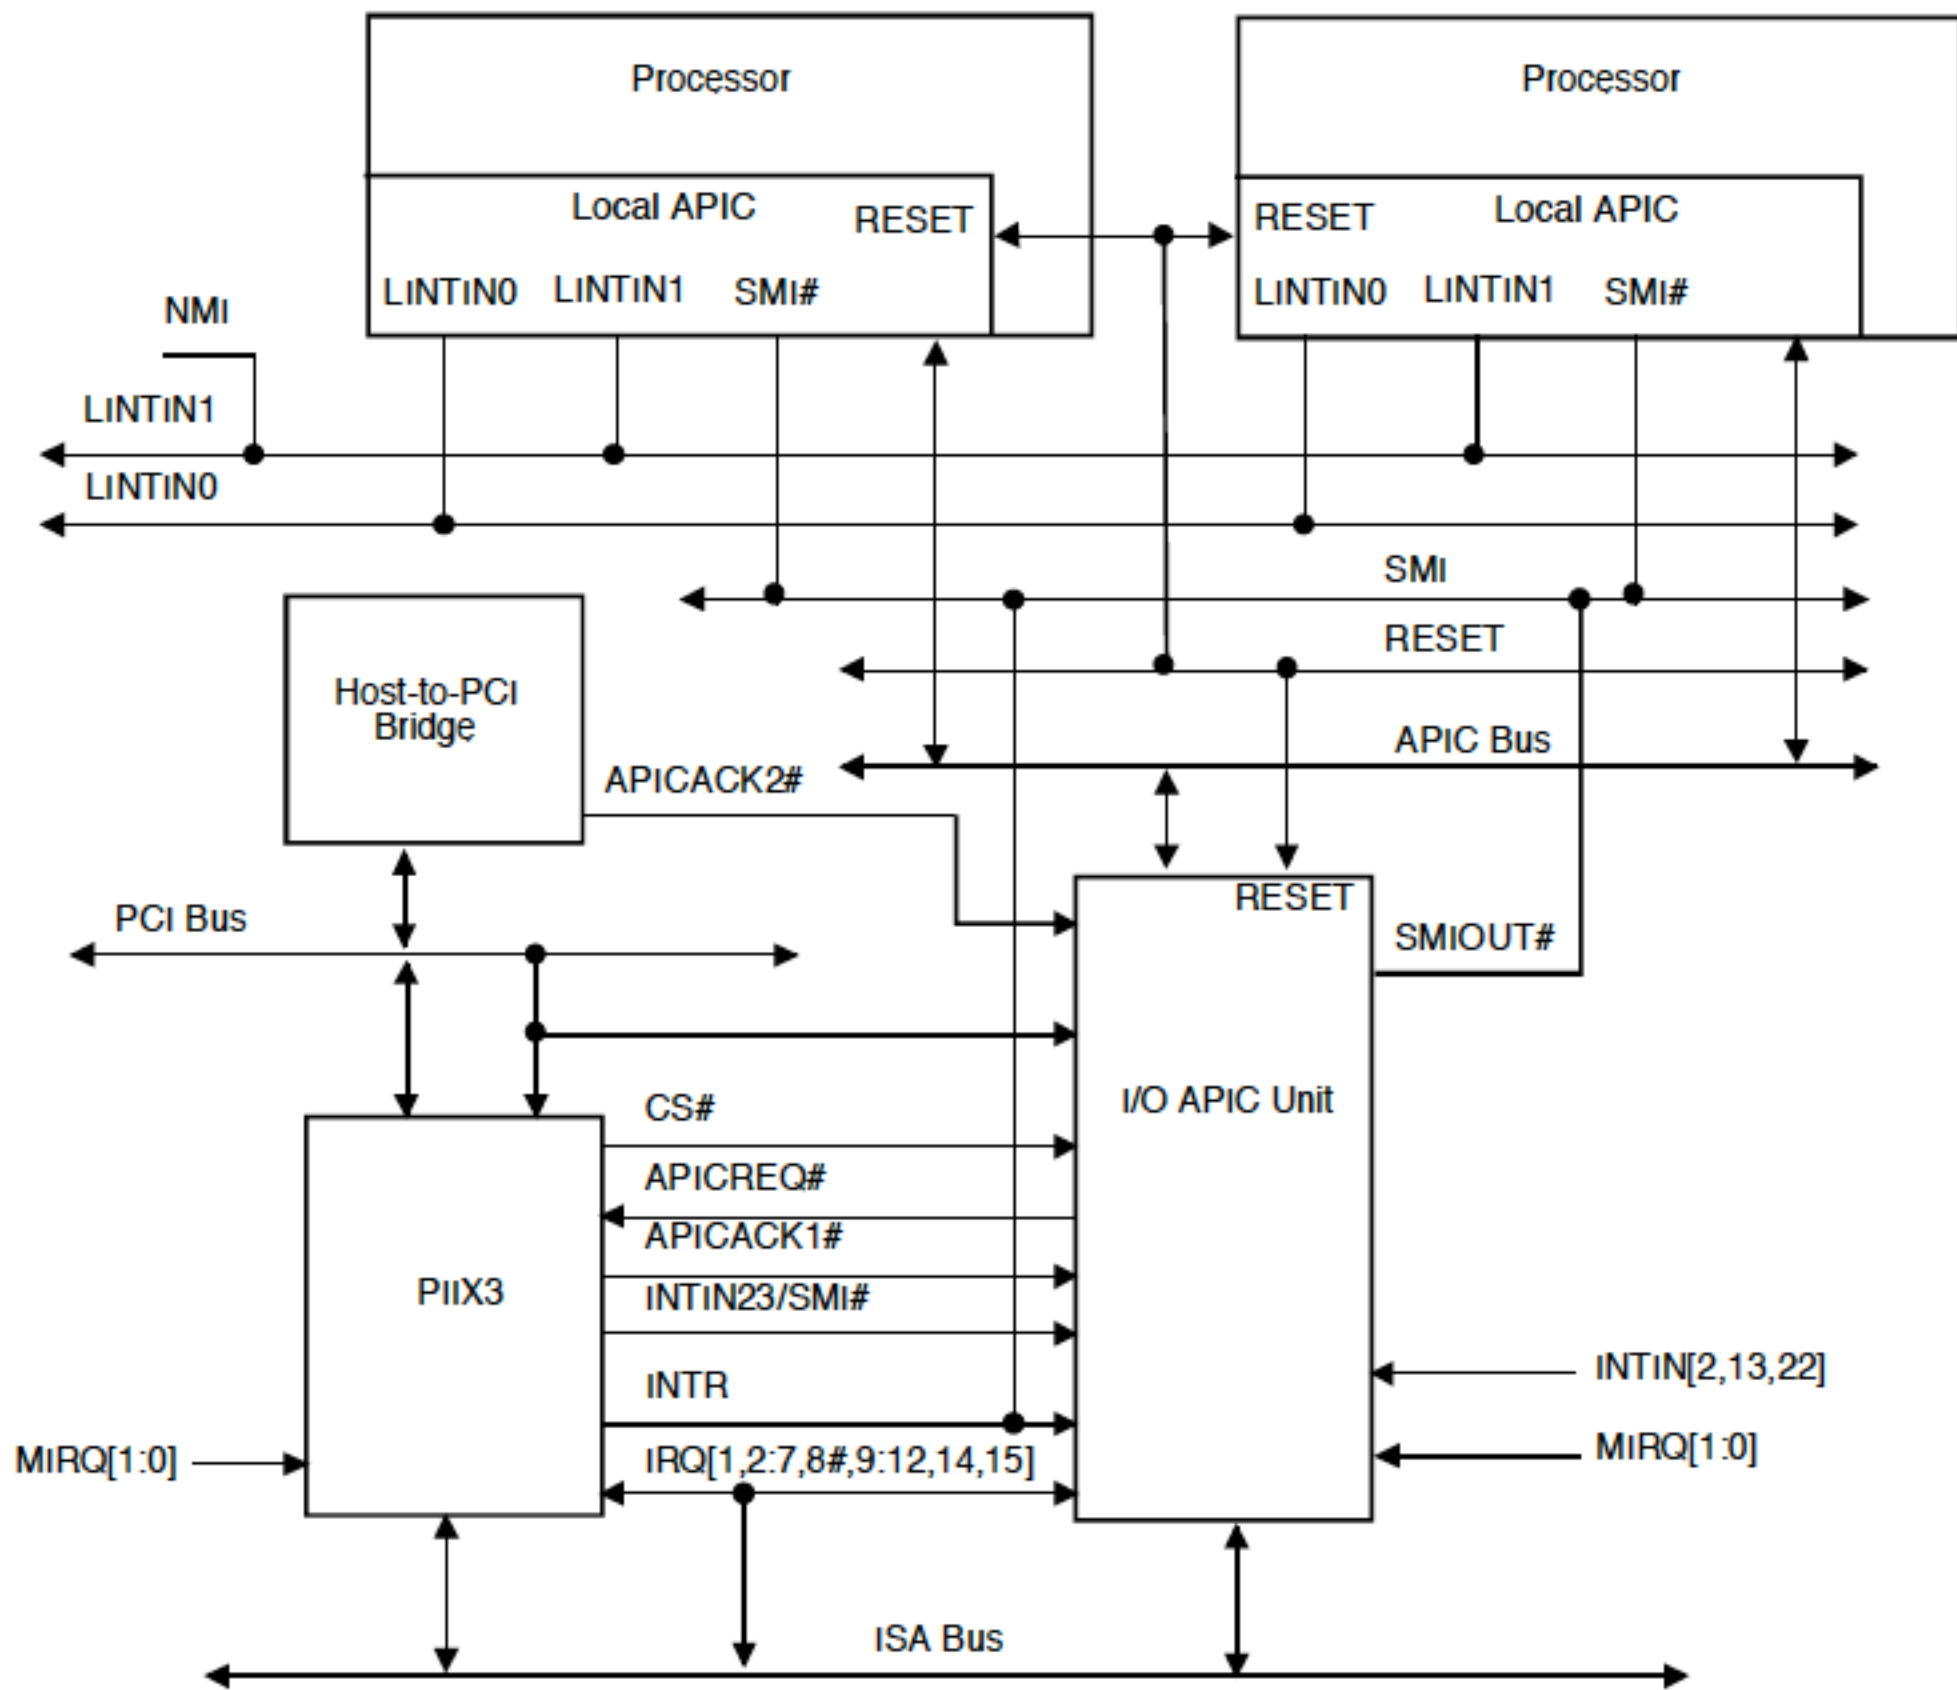 Processor
Processor
Local APIC
RESET
RESET
Local APIC
LINTIN0
LINTIN1
SMI#
LINTIN0
LINTIN1
SMI#
NMI
LINTIN1
LINTIN0
SMI
RESET
Host-to-PCI
Bridge
APIC Bus
APICACK2#
RESET
PCI Bus
SMIOUT#
I/O APIC Unit
CS#
APICREQ#
APICACK1#
PIIX3
INTIN23/SMI#
INTIN[2,13,22]
INTR
MIRQ[1:0]
IRQ[1,2:7,8#,9:12,14,15]
MIRQ[1:0]
ISA Bus